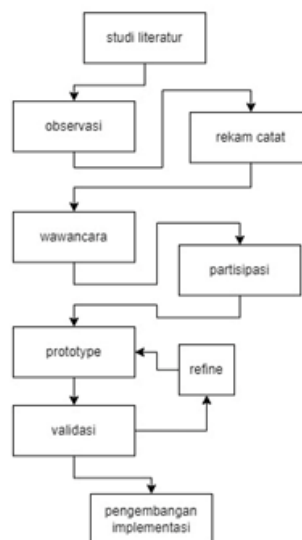 studi literatur
observasi
rekam catat
wawancara
partisipasi
prototype
refine
validasi
pengembangan
implementasi